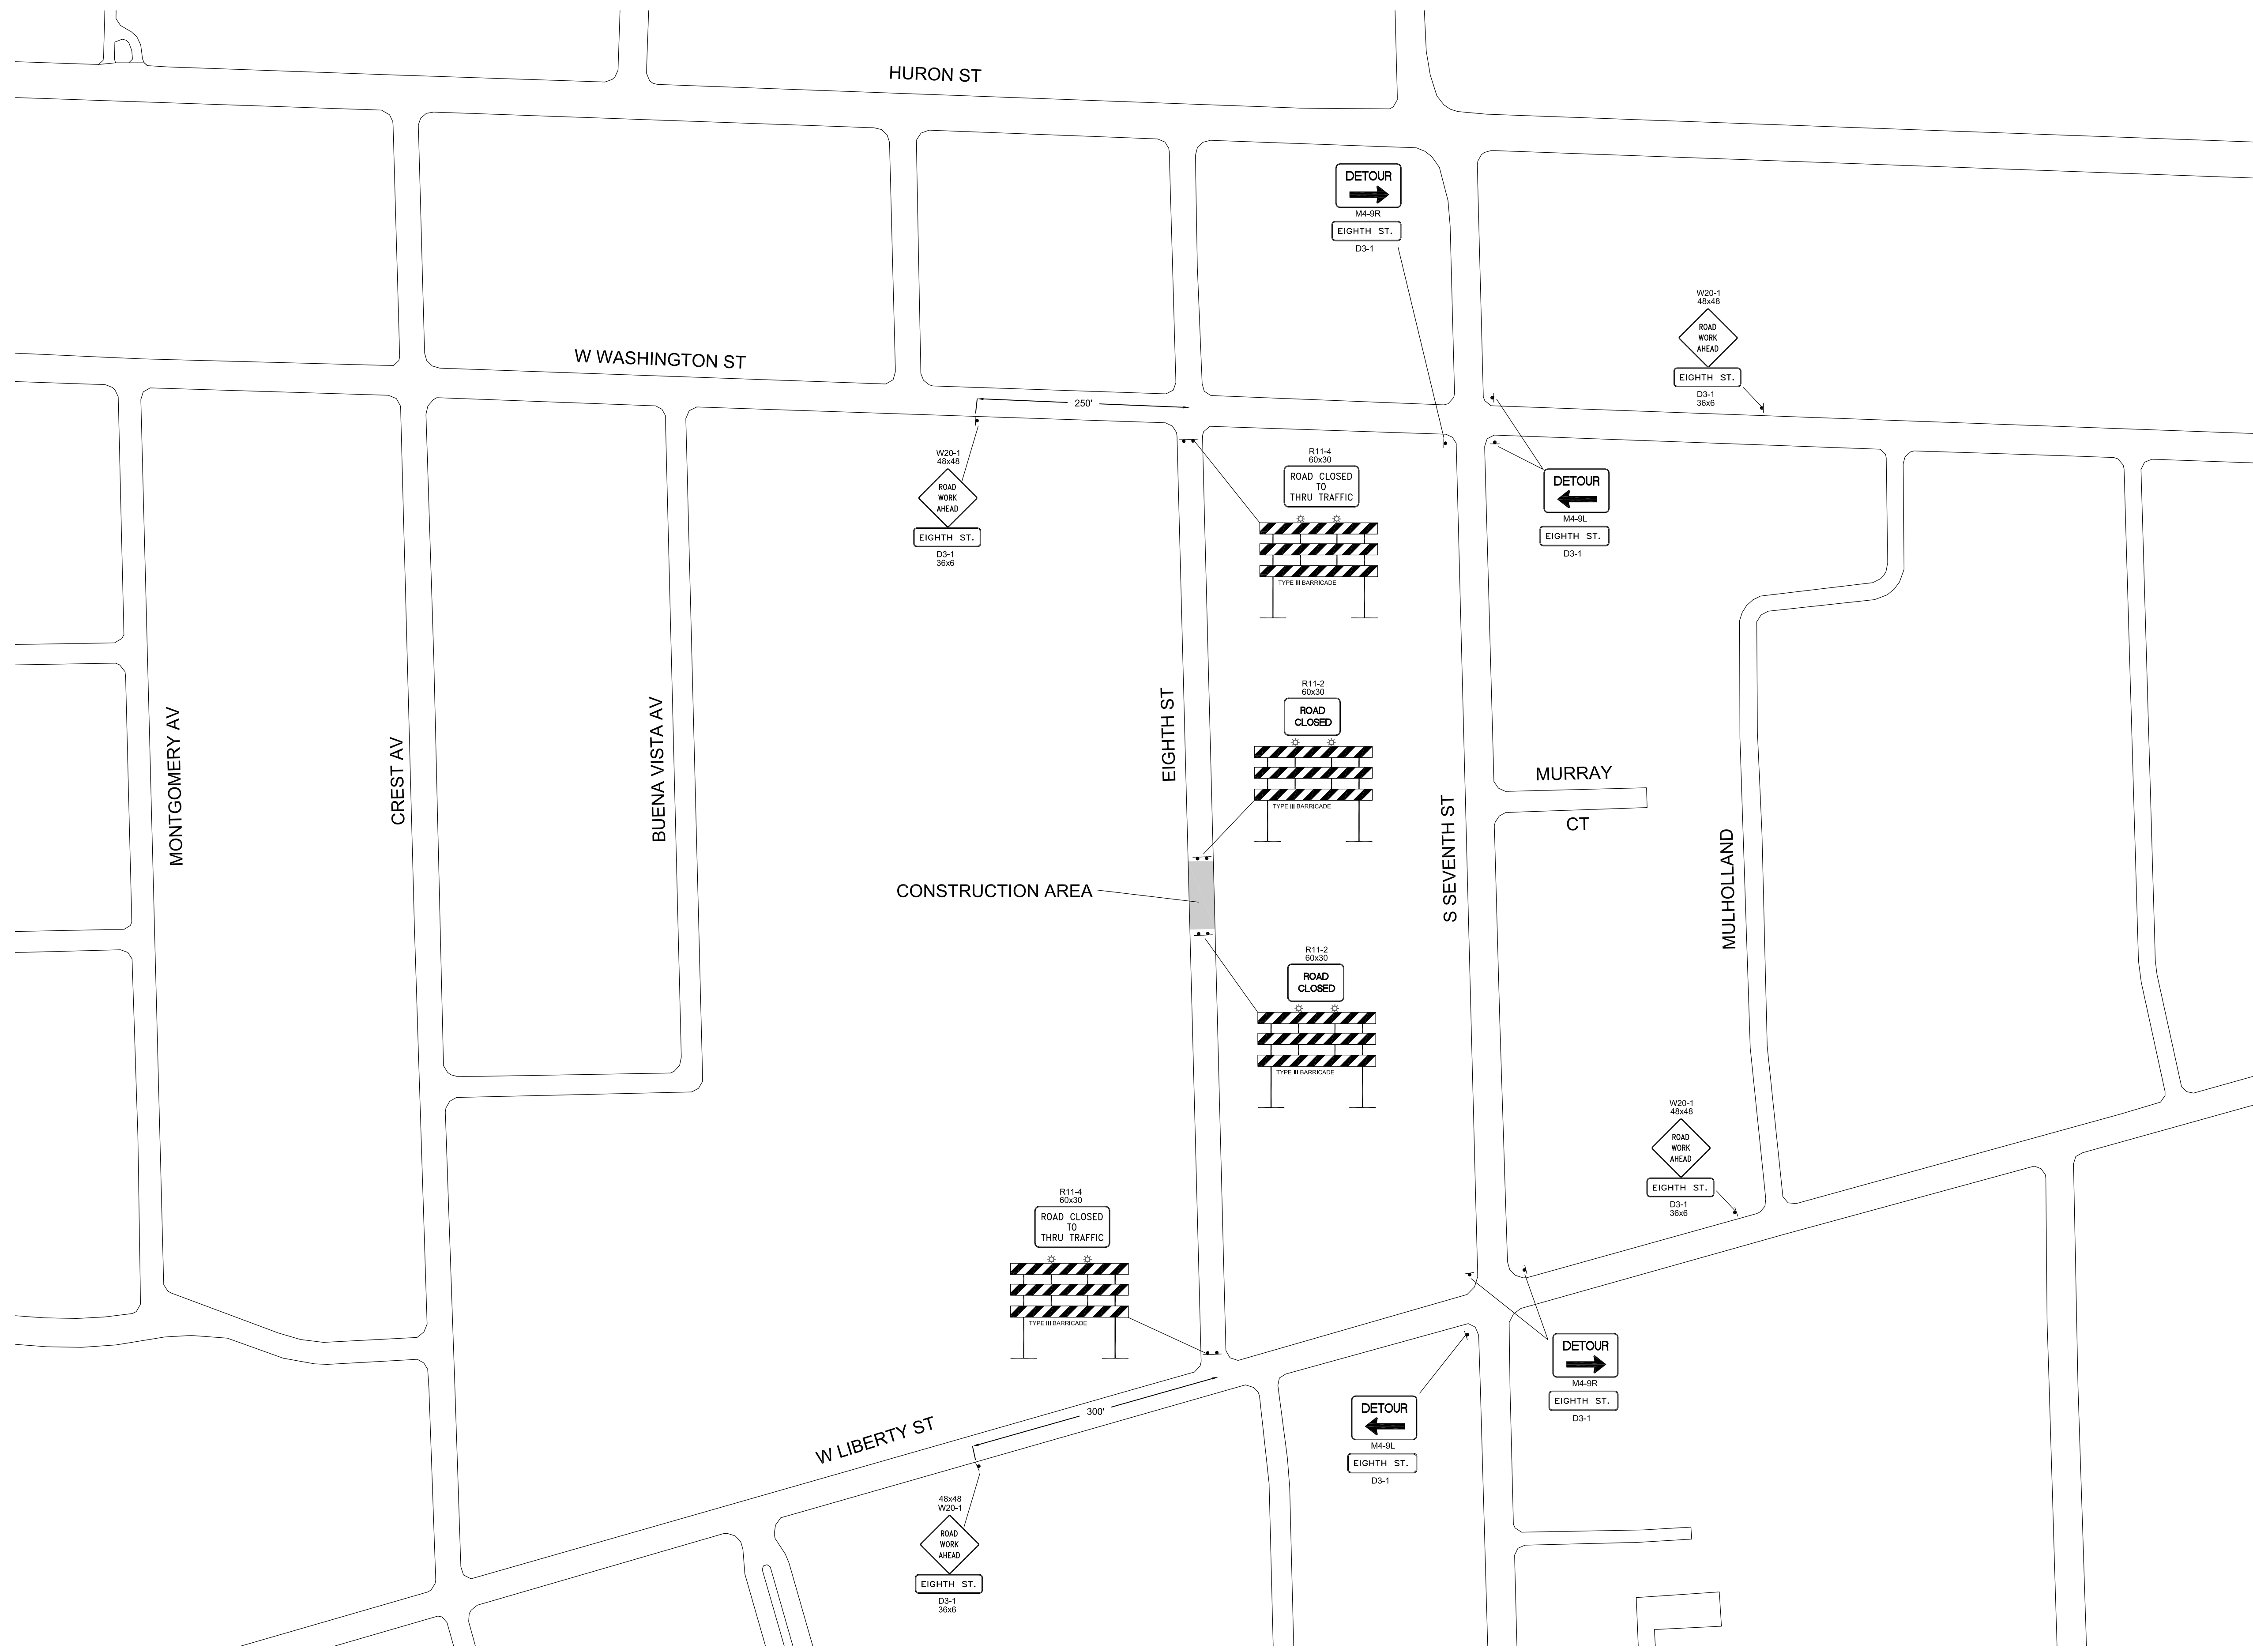 HURON ST
DETOUR
M4-9R
EIGHTH ST.
D3-1
W20-1
48x48
ROAD
WORK
AHEAD
EIGHTH ST.
D3-1
36x6
W WASHINGTON ST
250'
W20-1
48x48
ROAD
WORK
AHEAD
EIGHTH ST.
D3-1
36x6
R11-4
60x30
ROAD CLOSED
TO
THRU TRAFFIC
TYPE III BARRICADE
DETOUR
M4-9L
EIGHTH ST.
D3-1
MONTGOMERY AV
CREST AV
BUENA VISTA AV
EIGHTH ST
R11-2
60x30
ROAD
CLOSED
TYPE III BARRICADE
S SEVENTH ST
MURRAY
CT
MULHOLLAND
CONSTRUCTION AREA
R11-2
60x30
ROAD
CLOSED
TYPE III BARRICADE
W20-1
48x48
ROAD
WORK
AHEAD
EIGHTH ST.
D3-1
36x6
R11-4
60x30
ROAD CLOSED
TO
THRU TRAFFIC
TYPE III BARRICADE
DETOUR
M4-9R
EIGHTH ST.
D3-1
W LIBERTY ST
300'
DETOUR
M4-9L
EIGHTH ST.
D3-1
48x48
W20-1
ROAD
WORK
AHEAD
EIGHTH ST.
D3-1
36x6